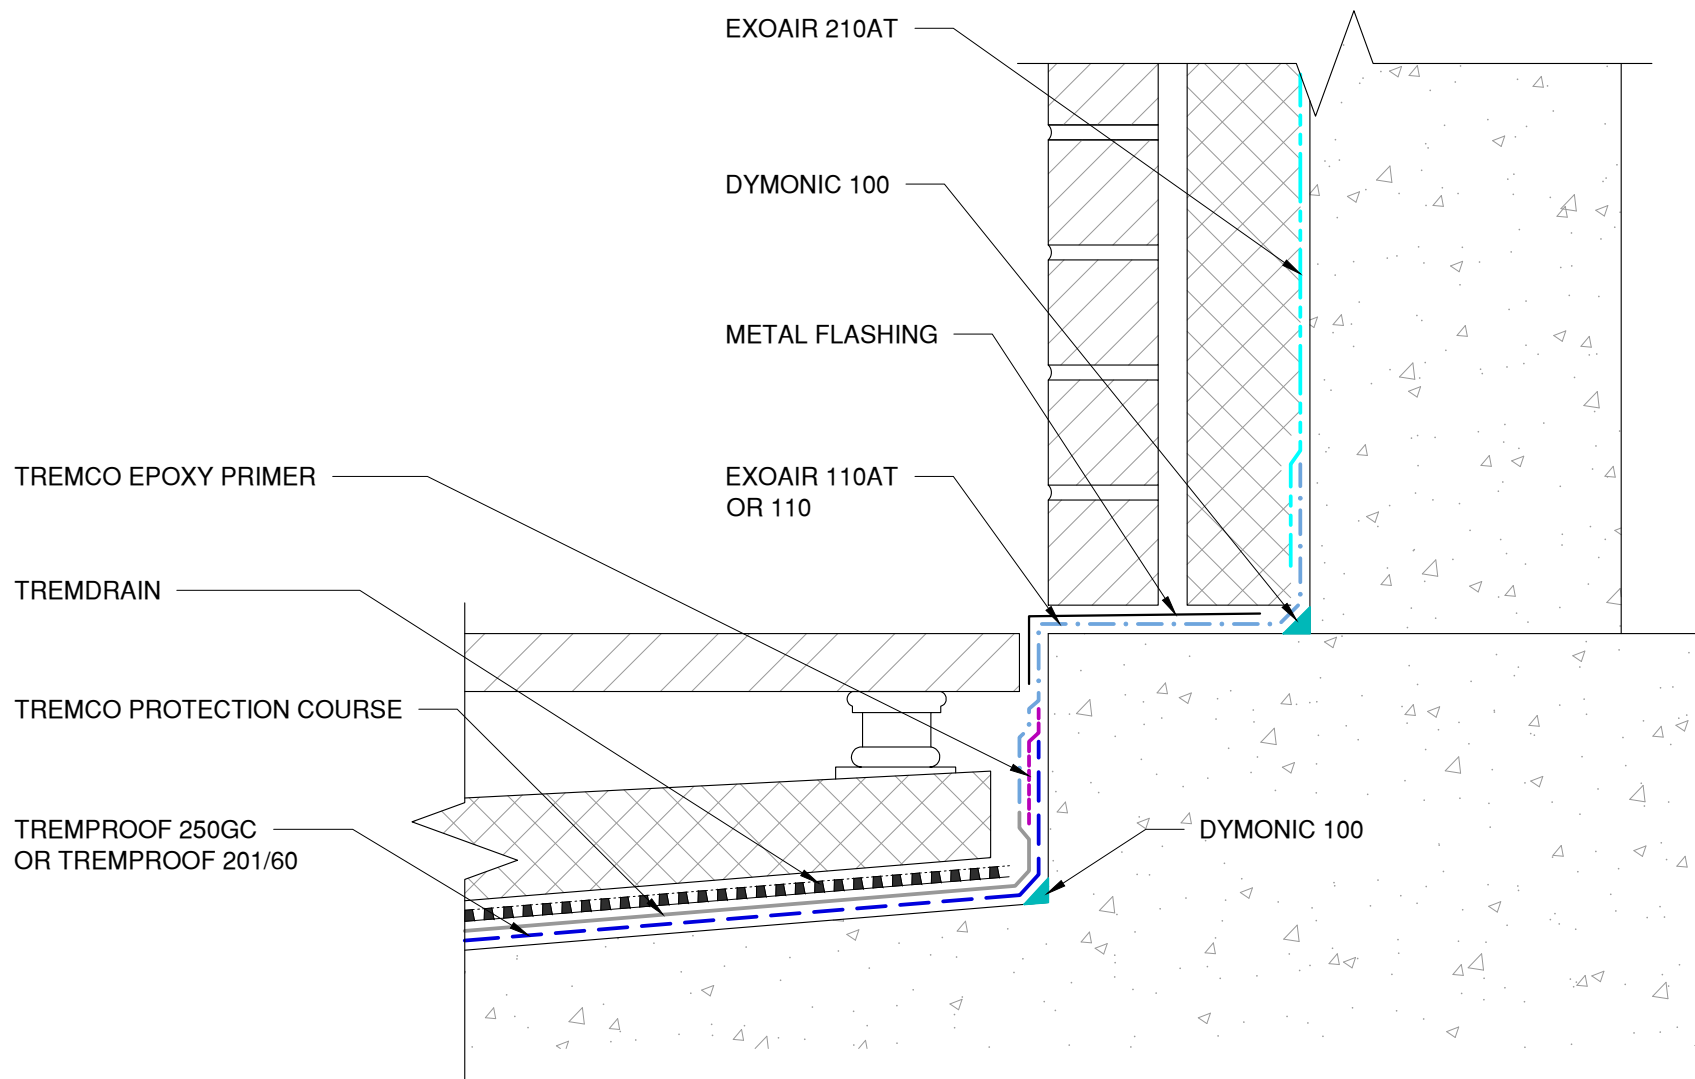 EXOAIR 210AT
DYMONIC 100
METAL FLASHING
TREMCO EPOXY PRIMER
EXOAIR 110AT
OR 110
TREMDRAIN
TREMCO PROTECTION COURSE
TREMPROOF 250GC
OR TREMPROOF 201/60
DYMONIC 100